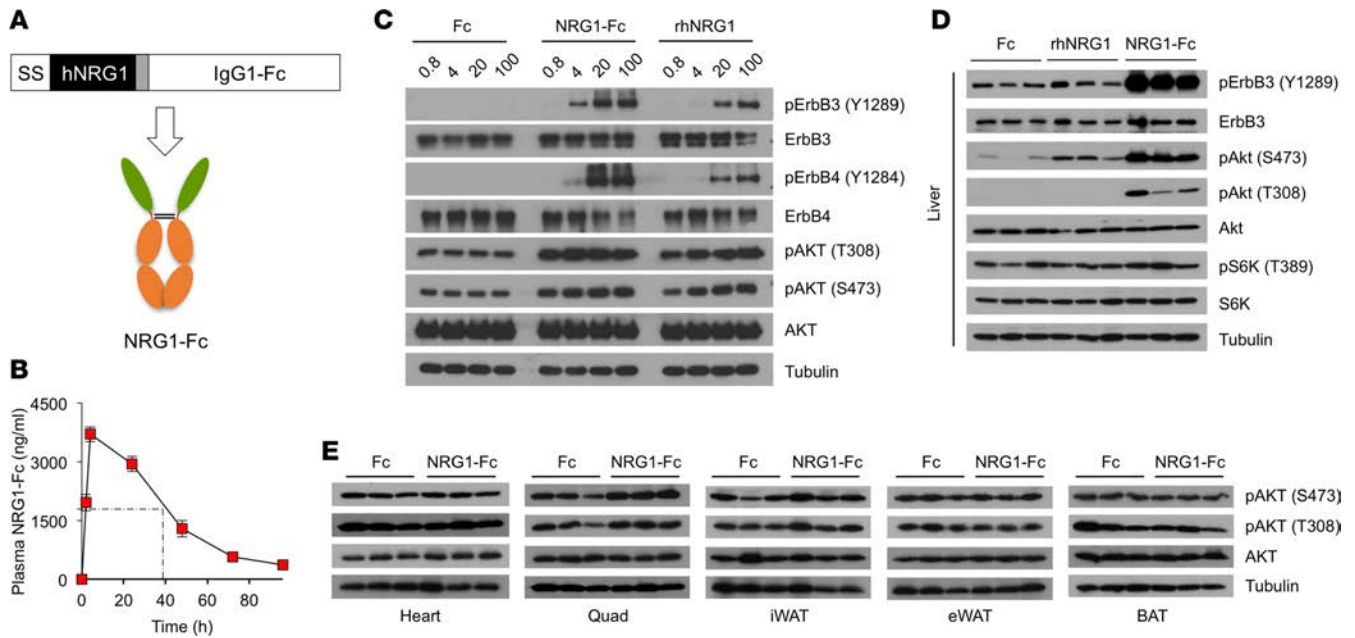 A
SS hNRG1 IgG1-Fc
NRG1-Fc
B
Plasma NRG1-Fc (ng/ml)
4500
3000
1500
0
0 20 40 60 80
Time (h)
C
Fc NRG1-Fc rhNRG1
0.8 4 20 100 0.8 4 20 100 0.8 4 20 100
pErbB3 (Y1289)
ErbB3
pErbB4 (Y1284)
ErbB4
pAKT (T308)
pAKT (S473)
AKT
Tubulin
D
Fc rhNRG1 NRG1-Fc
Liver
pErbB3 (Y1289)
ErbB3
pAkt (S473)
pAkt (T308)
Akt
pS6K (T389)
S6K
Tubulin
E
Fc NRG1-Fc Fc NRG1-Fc Fc NRG1-Fc Fc NRG1-Fc Fc NRG1-Fc
pAKT (S473)
pAKT (T308)
AKT
Tubulin
Heart Quad iWAT eWAT BAT